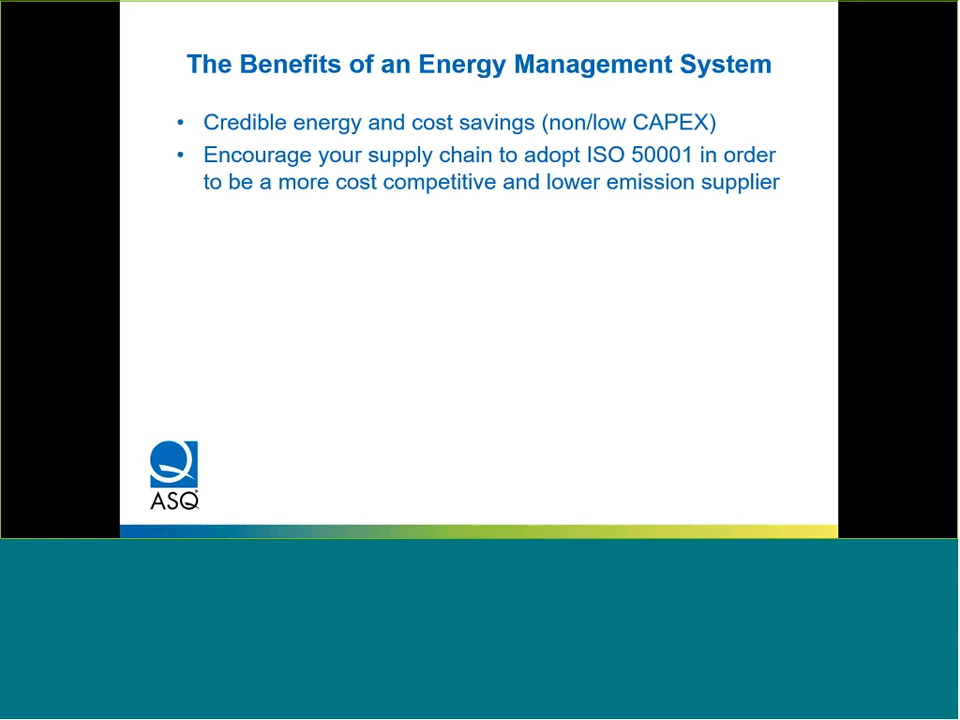 The Benefits of an Energy Management System
• Credible energy and cost savings (non/low CAPEX)
• Encourage your supply chain to adopt ISO 50001 in order
to be a more cost competitive and lower emission supplier
ASQ